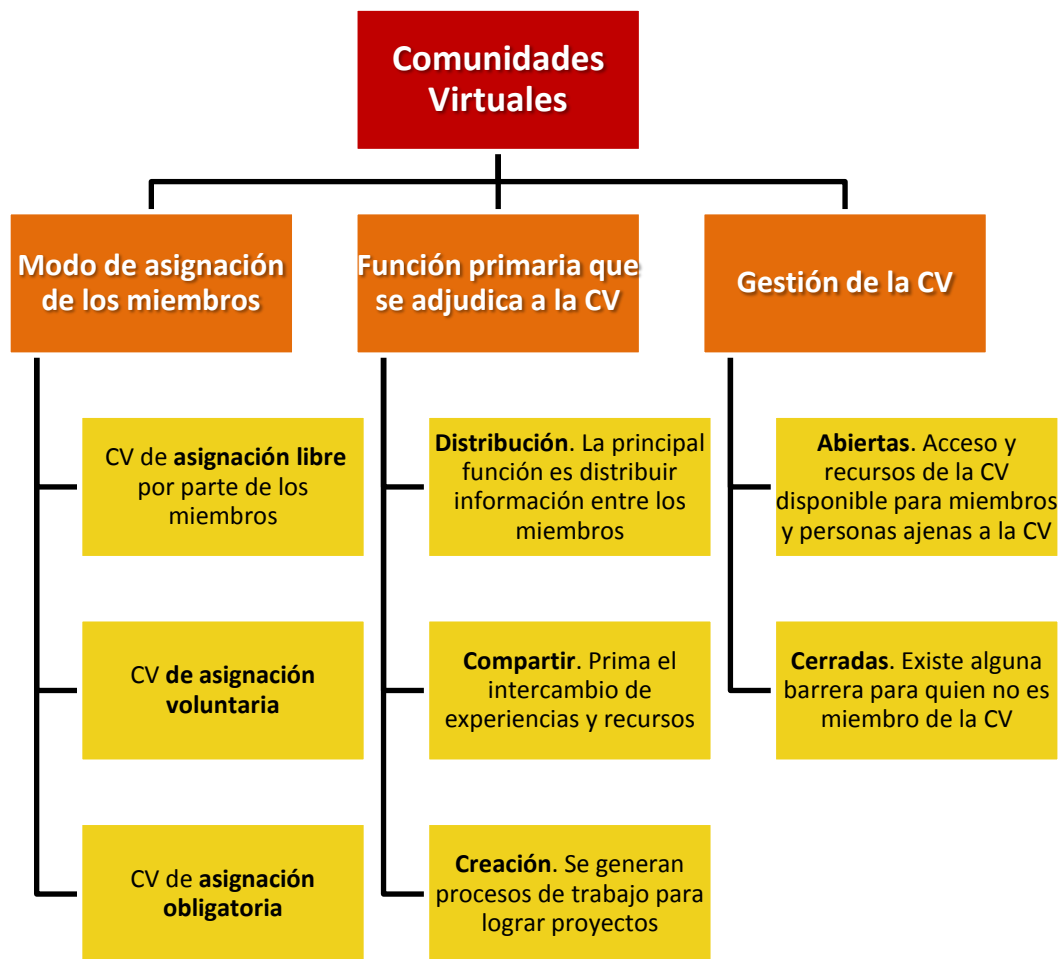 Comunidades
Virtuales
Modo de asignación
de los miembros
CV de asignación libre
por parte de los
miembros
CV de asignación
voluntaria
CV de asignación
obligatoria
Función primaria que
se adjudica a la CV
Distribución. La principal
función es distribuir
información entre los
miembros
Compartir. Prima el
intercambio de
experiencias y recursos
Creación. Se generan
procesos de trabajo para
lograr proyectos
Gestión de la CV
Abiertas. Acceso y
recursos de la CV
disponible para miembros
y personas ajenas a la CV
Cerradas. Existe alguna
barrera para quien no es
miembro de la CV